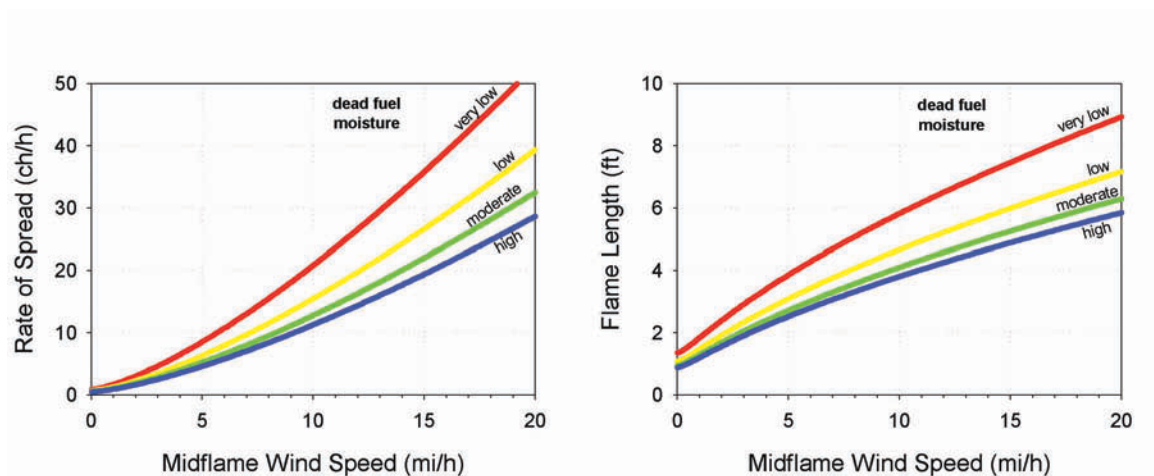 50
40
30
20
10
0
Rate of Spread (ch/h)
dead fuel
moisture
very low
low
moderate
high
0 5 10 15 20
Midflame Wind Speed (mi/h)
10
8
6
4
2
0
Flame Length (ft)
dead fuel
moisture
very low
low
moderate
high
0 5 10 15 20
Midflame Wind Speed (mi/h)